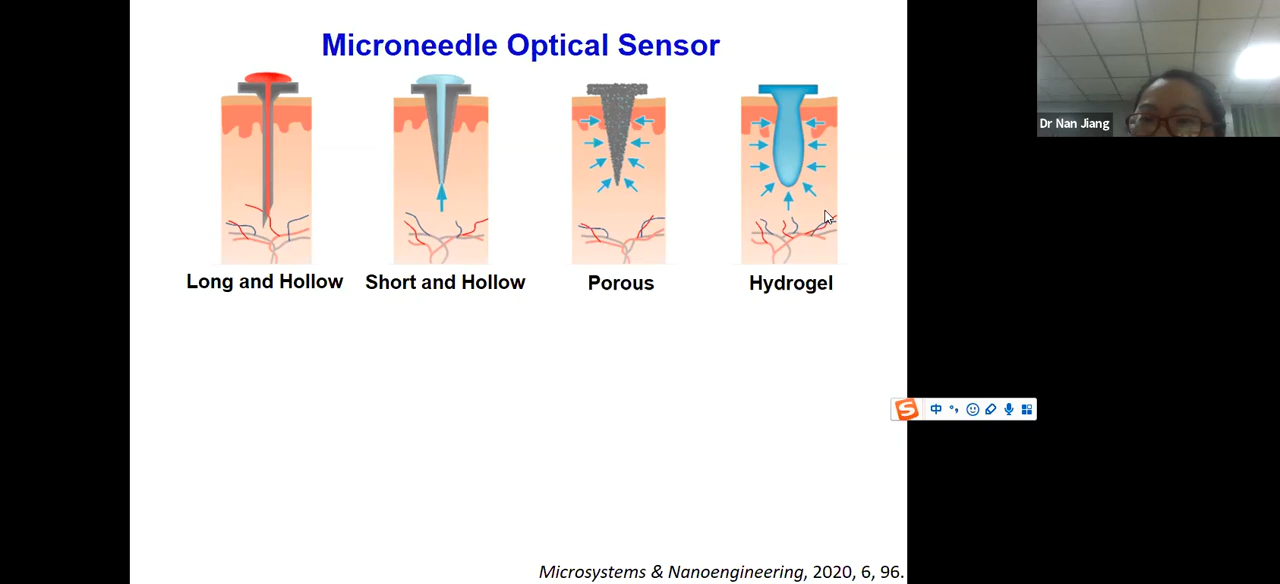 Microneedle Optical Sensor
Dr Nan Jiang
Long and Hollow
Short and Hollow
Porous
Hydrogel
S 中 °,
Microsystems & Nanoengineering, 2020, 6, 96.